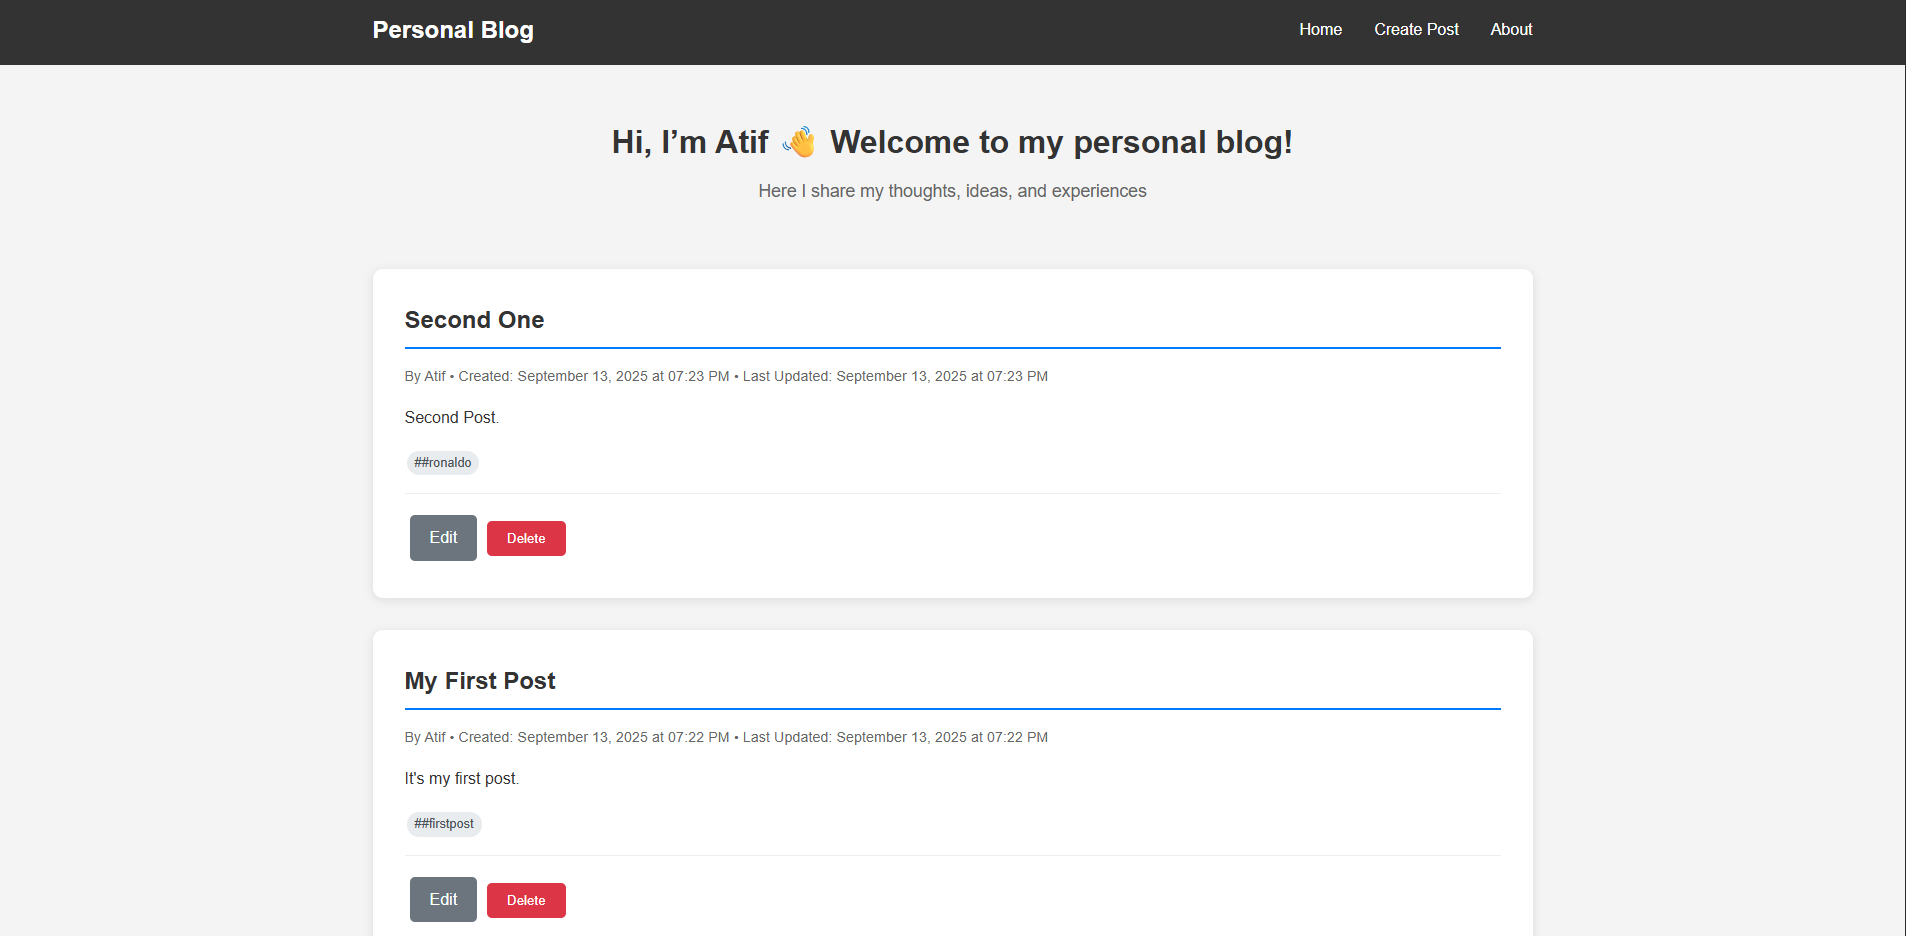 Personal Blog
Home Create Post About
Hi, I’m Atif 👋 Welcome to my personal blog!
Here I share my thoughts, ideas, and experiences
Second One
By Atif • Created: September 13, 2025 at 07:23 PM • Last Updated: September 13, 2025 at 07:23 PM
Second Post.
##ronaldo
Edit Delete
My First Post
By Atif • Created: September 13, 2025 at 07:22 PM • Last Updated: September 13, 2025 at 07:22 PM
It's my first post.
##firstpost
Edit Delete